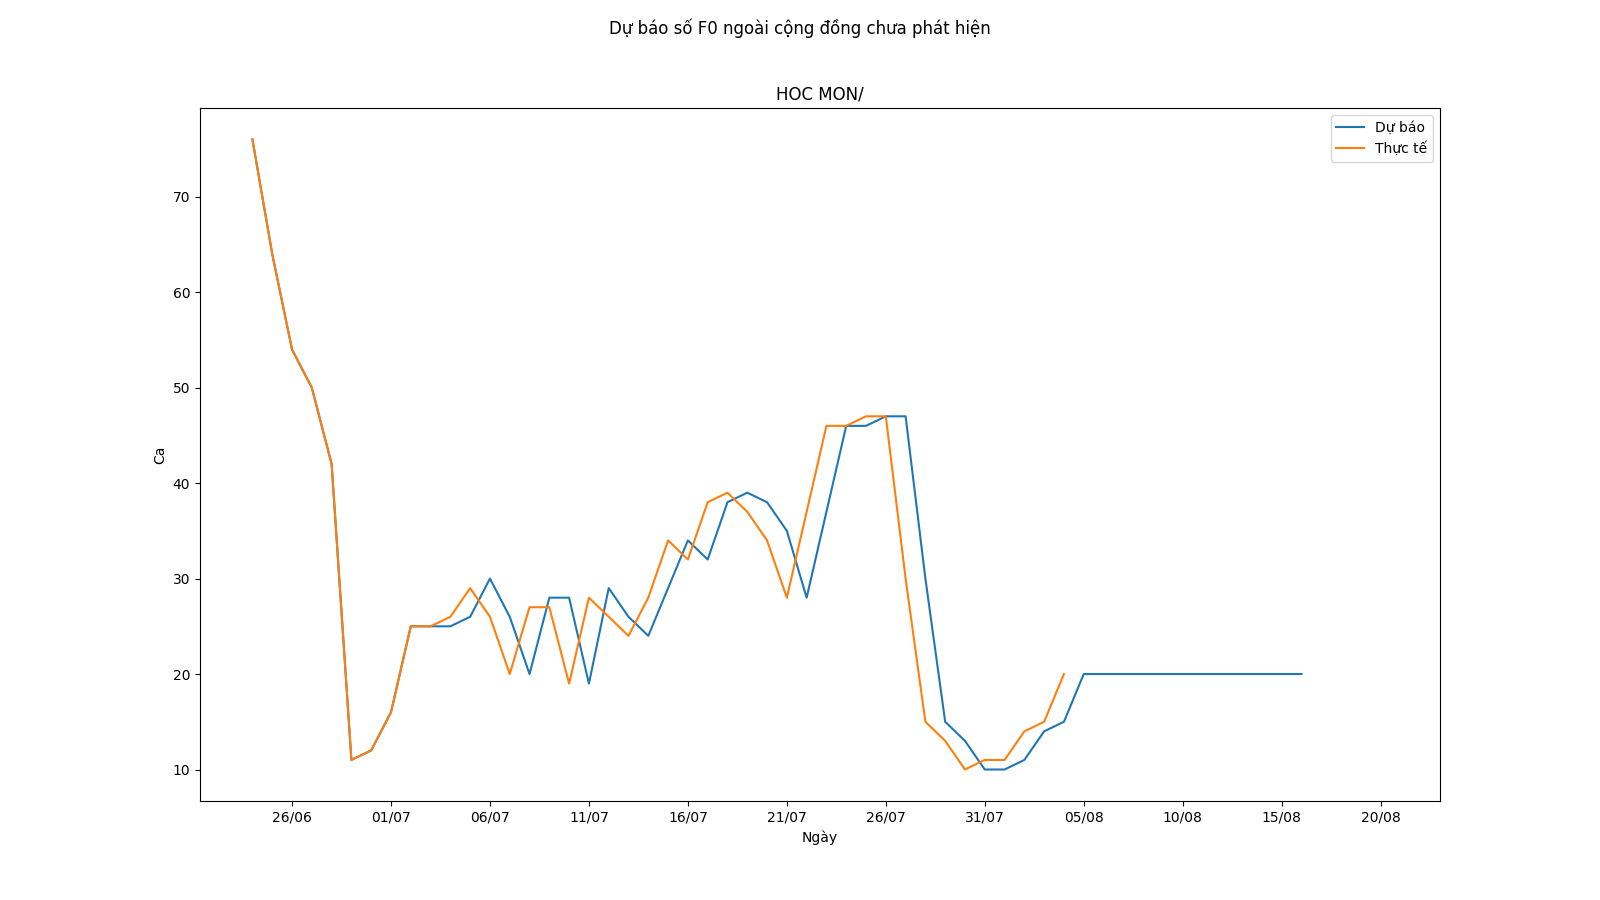 Dự báo số F0 ngoài cộng đồng chưa phát hiện
HOC MON/
Dự báo
Thực tế
70
60
50
40
30
20
10
Ca
26/06 01/07 06/07 11/07 16/07 21/07 26/07 31/07 05/08 10/08 15/08 20/08
Ngày